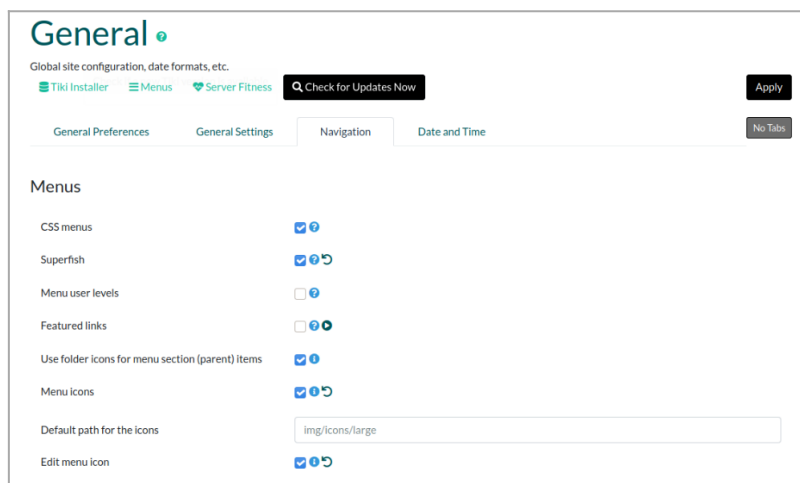 General
Global site configuration, date formats, etc.
Tiki Installer Menus Server Fitness Check for Updates Now Apply
General Preferences General Settings Navigation Date and Time No Tabs
Menus
CSS menus
Superfish
Menu user levels
Featured links
Use folder icons for menu section (parent) items
Menu icons
Default path for the icons img/icons/large
Edit menu icon